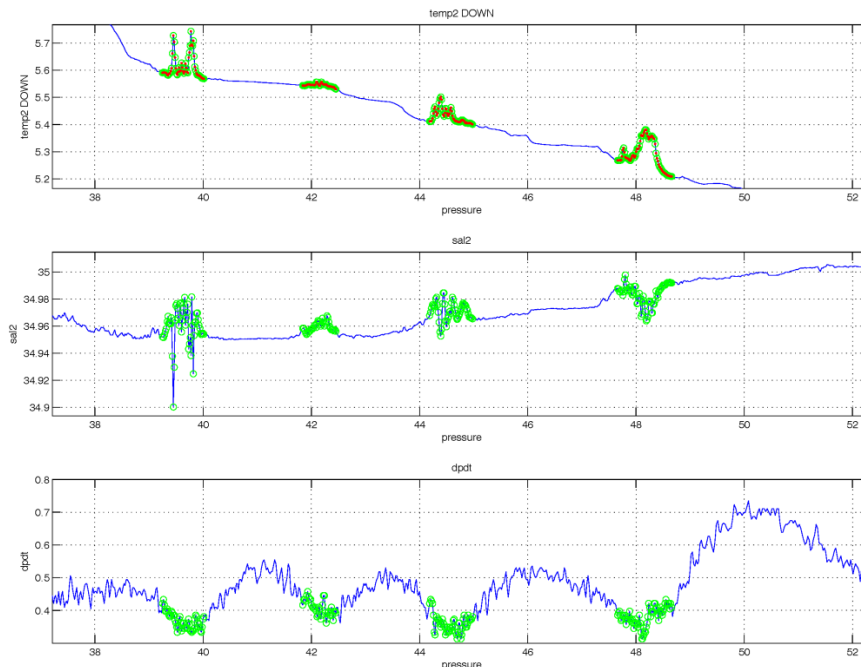 temp2 DOWN
temp2 DOWN
5.7
5.6
5.5
5.4
5.3
5.2
38 40 42 44 46 48 50 52
pressure
sal2
sal2
35
34.98
34.96
34.94
34.92
34.9
38 40 42 44 46 48 50 52
pressure
dpdt
dpdt
0.8
0.7
0.6
0.5
0.4
38 40 42 44 46 48 50 52
pressure